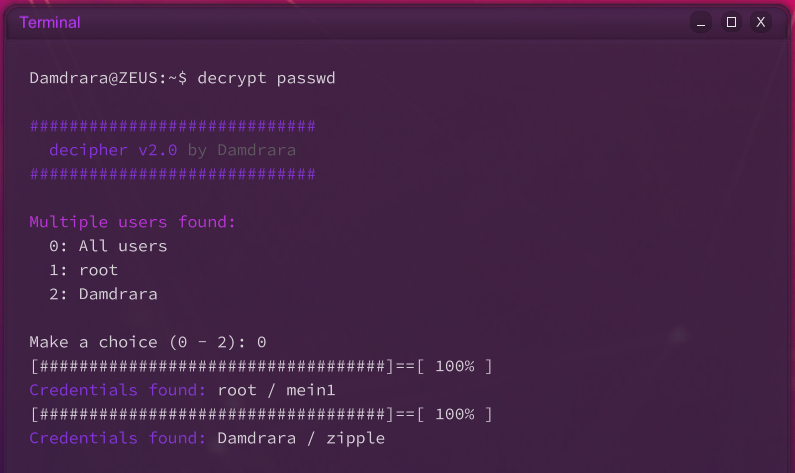 Terminal
_ □ X
Damdrara@ZEUS:~$ decrypt passwd
#############################
decipher v2.0 by Damdrara
#############################
Multiple users found:
0: All users
1: root
2: Damdrara
Make a choice (0 - 2): 0
[###################################]==[ 100% ]
Credentials found: root / mein1
[###################################]==[ 100% ]
Credentials found: Damdrara / zipple